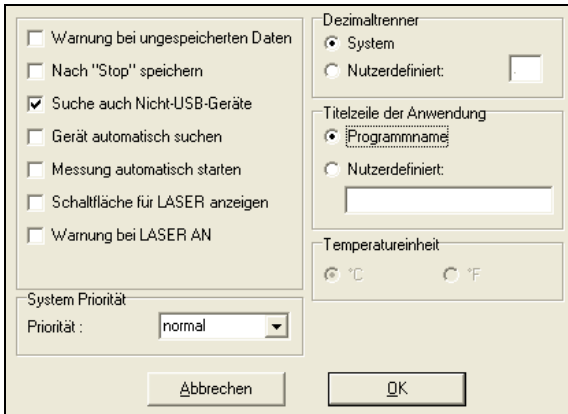 Warnung bei ungespeicherten Daten
Nach "Stop" speichern
Suche auch Nicht-USB-Geräte
Gerät automatisch suchen
Messung automatisch starten
Schaltfläche für LASER anzeigen
Warnung bei LASER AN
System Priorität
Priorität :
normal
Dezimaltrenner
System
Nutzerdefiniert:
.
Titelzeile der Anwendung
Programmname
Nutzerdefiniert:
Temperatureinheit
°C °F
Abbrechen OK